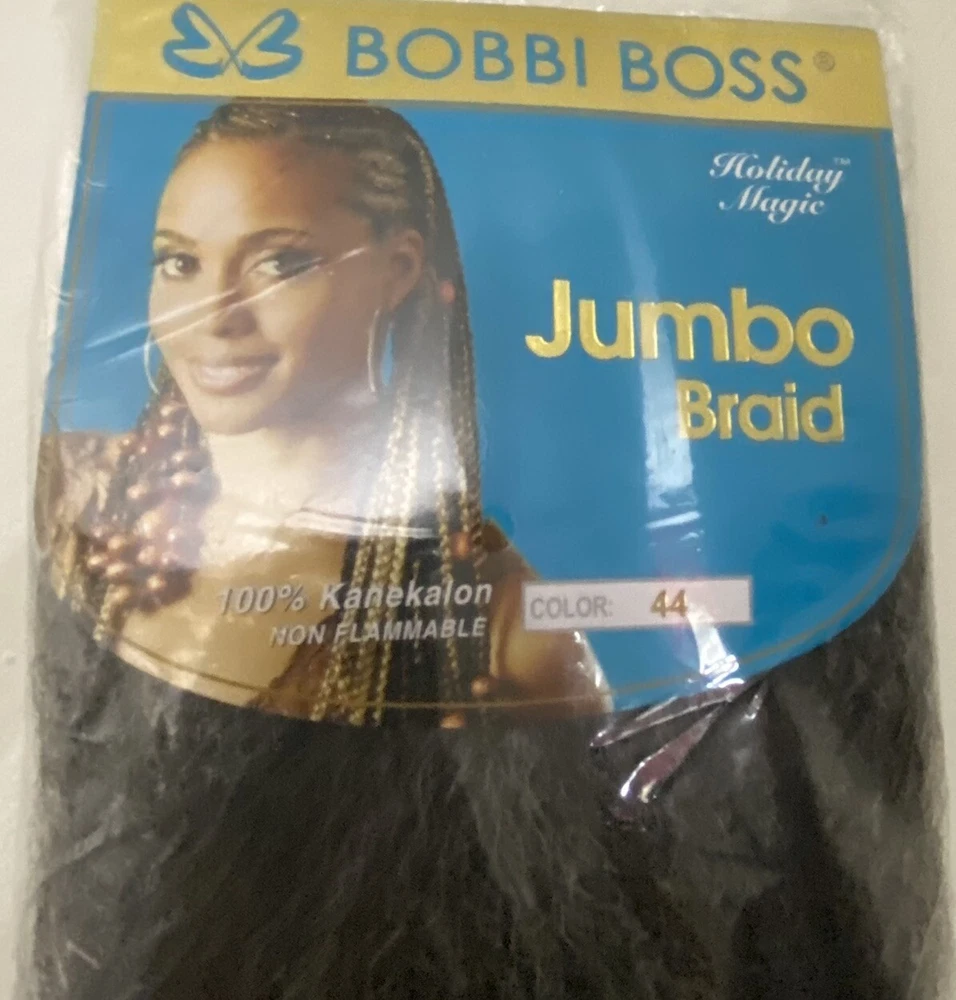 BOBBI BOSS®
Holiday™
Magic
Jumbo
Braid
100% Kanekalon
NON FLAMMABLE
COLOR: 44